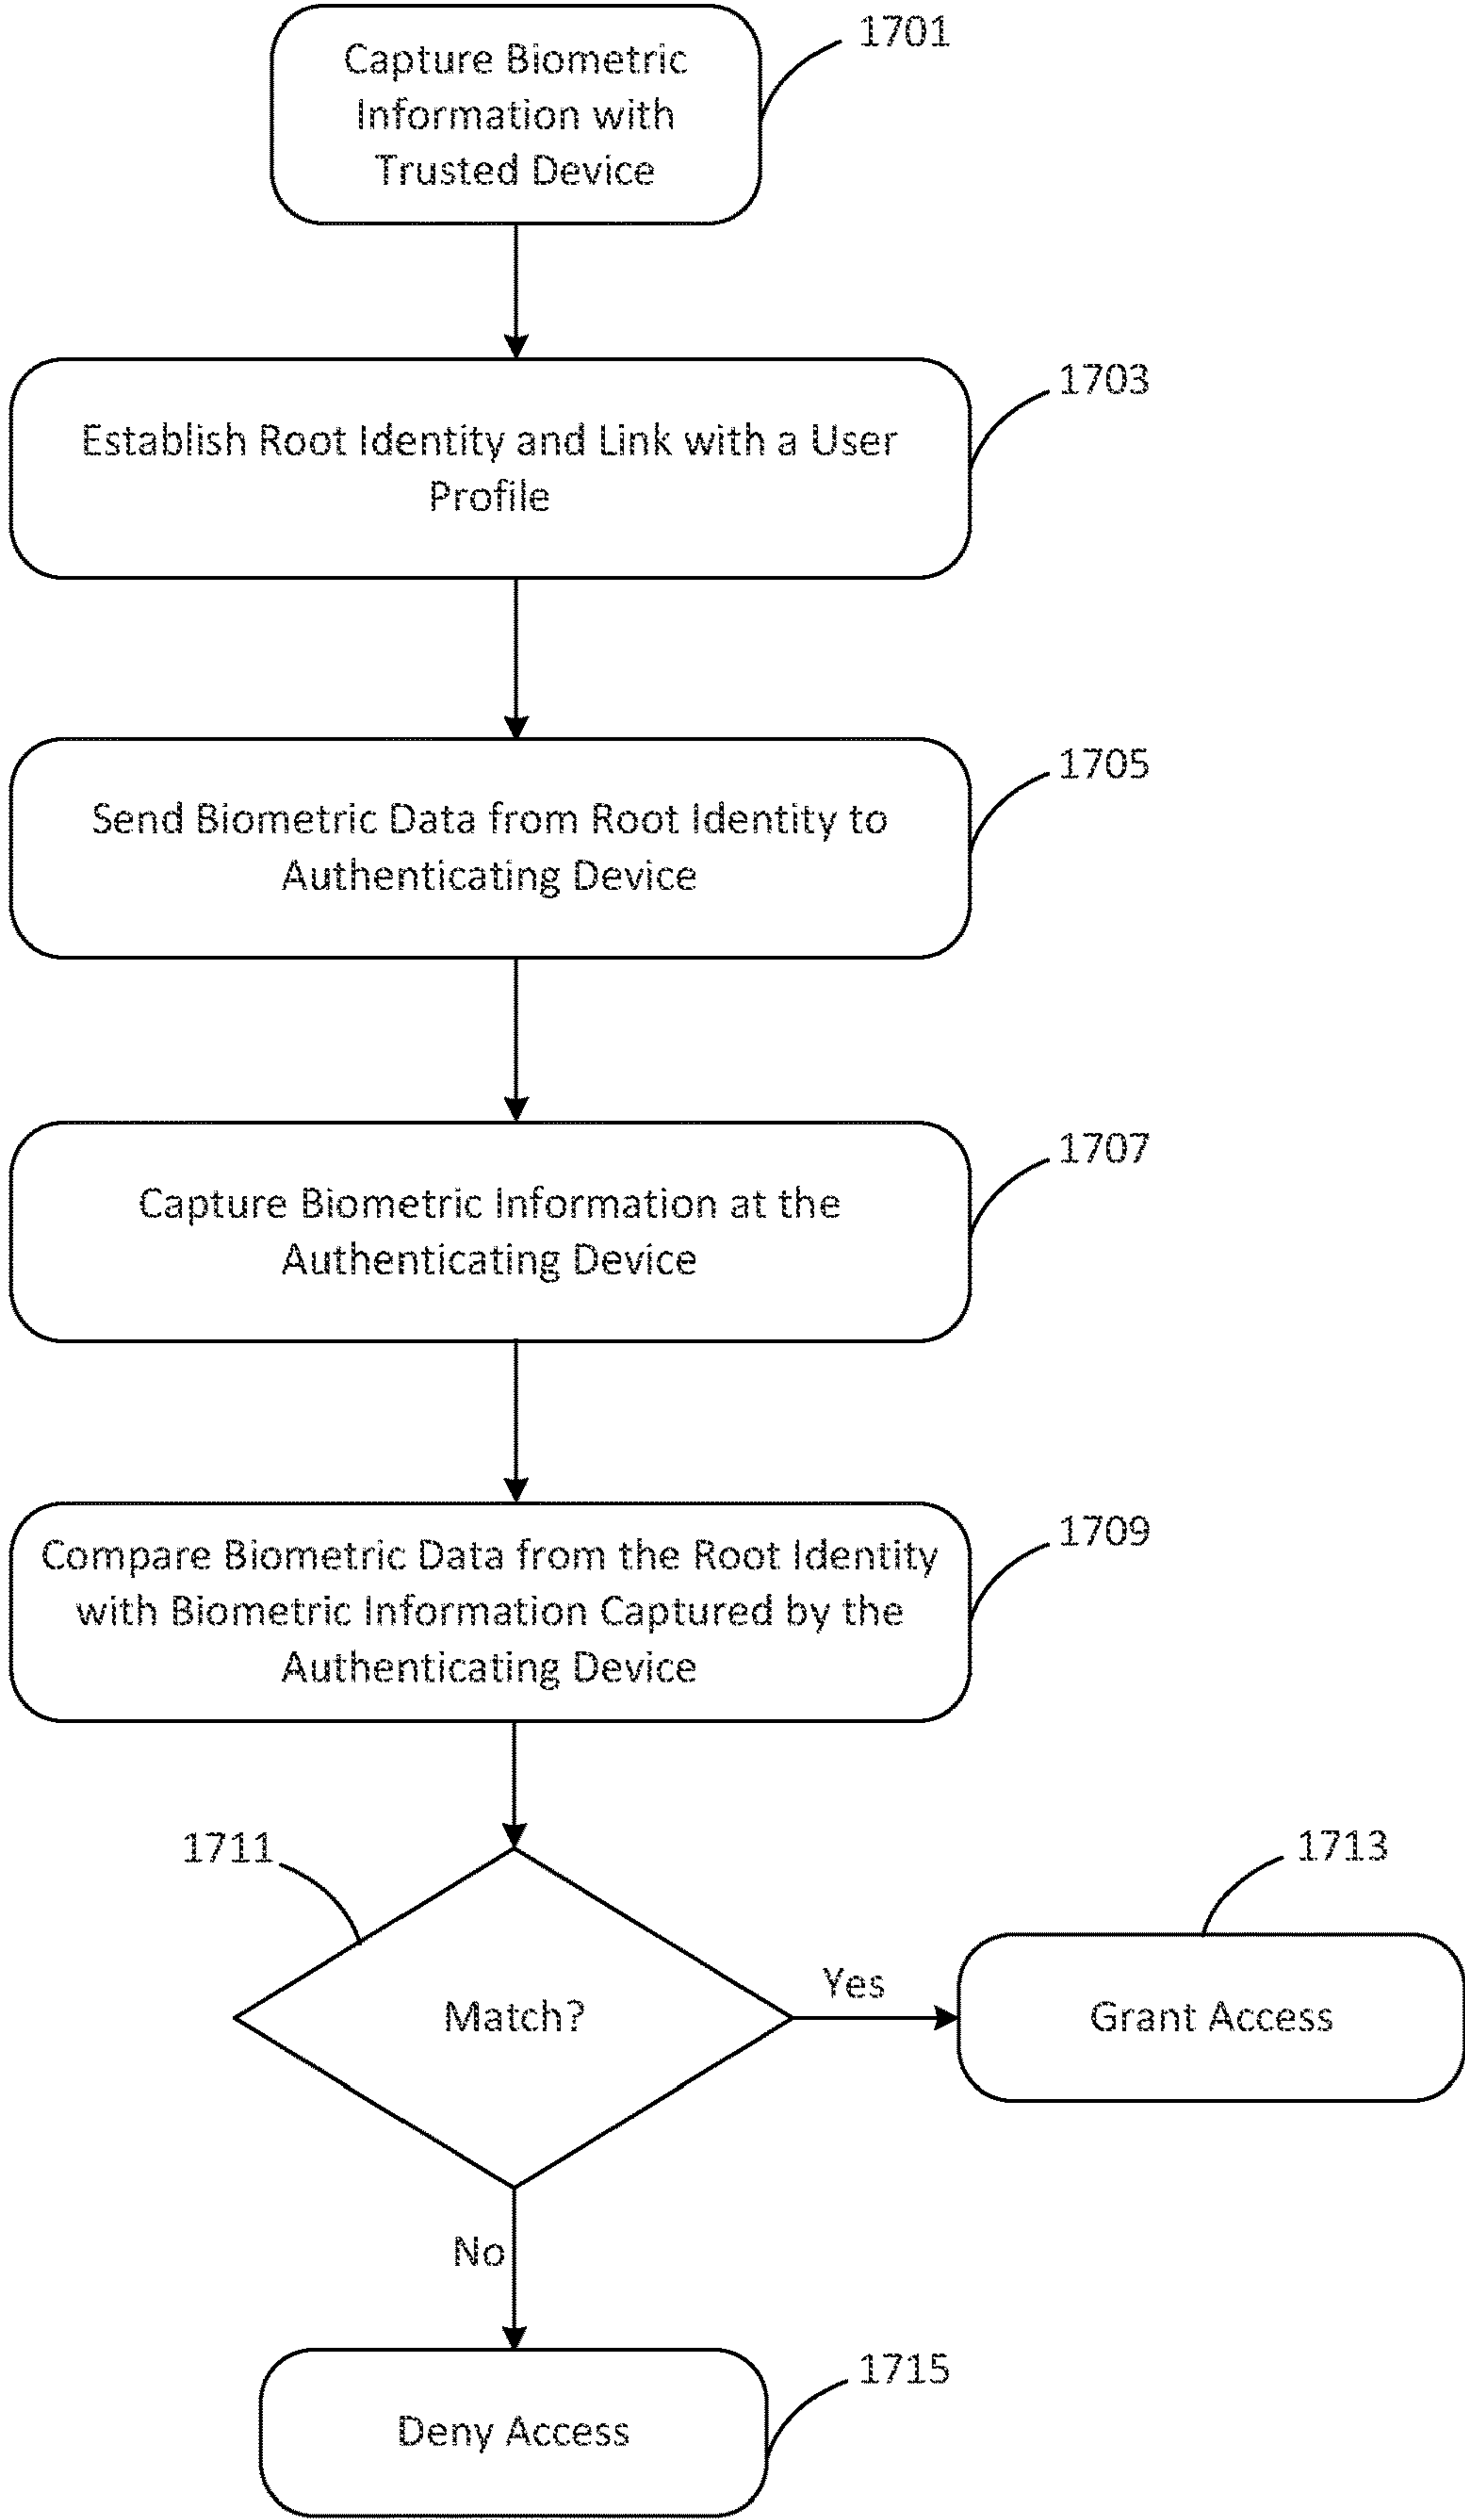 1701
Capture Biometric
Information with
Trusted Device
1703
Establish Root Identity and Link with a User
Profile
1705
Send Biometric Data from Root Identity to
Authenticating Device
1707
Capture Biometric Information at the
Authenticating Device
1709
Compare Biometric Data from the Root Identity
with Biometric Information Captured by the
Authenticating Device
1711
1713
Match?
Yes
Grant Access
No
1715
Deny Access